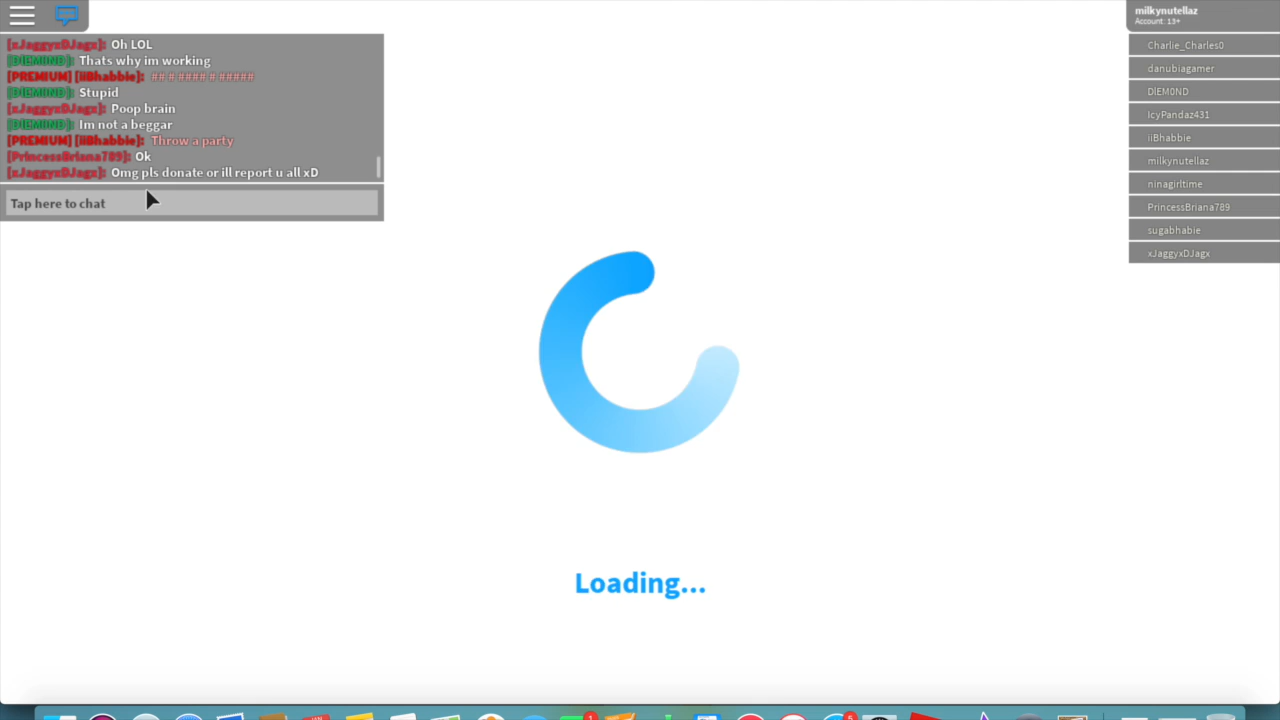 milkynutellaz
Account: 13+
[xJaggyxDJagx]: Oh LOL
[DIEM0ND]: Thats why im working
[PREMIUM] [iiBhabbie]: ## # #### # #####
[DIEM0ND]: Stupid
[xJaggyxDJagx]: Poop brain
[DIEM0ND]: Im not a beggar
[PREMIUM] [iiBhabbie]: Throw a party
[PrincessBriana789]: Ok
[xJaggyxDJagx]: Omg pls donate or ill report u all xD
Tap here to chat
Charlie_Charles0
danubiagamer
DIEM0ND
IcyPandaz431
iiBhabbie
milkynutellaz
ninagirltime
PrincessBriana789
sugabhabie
xJaggyxDJagx
Loading...